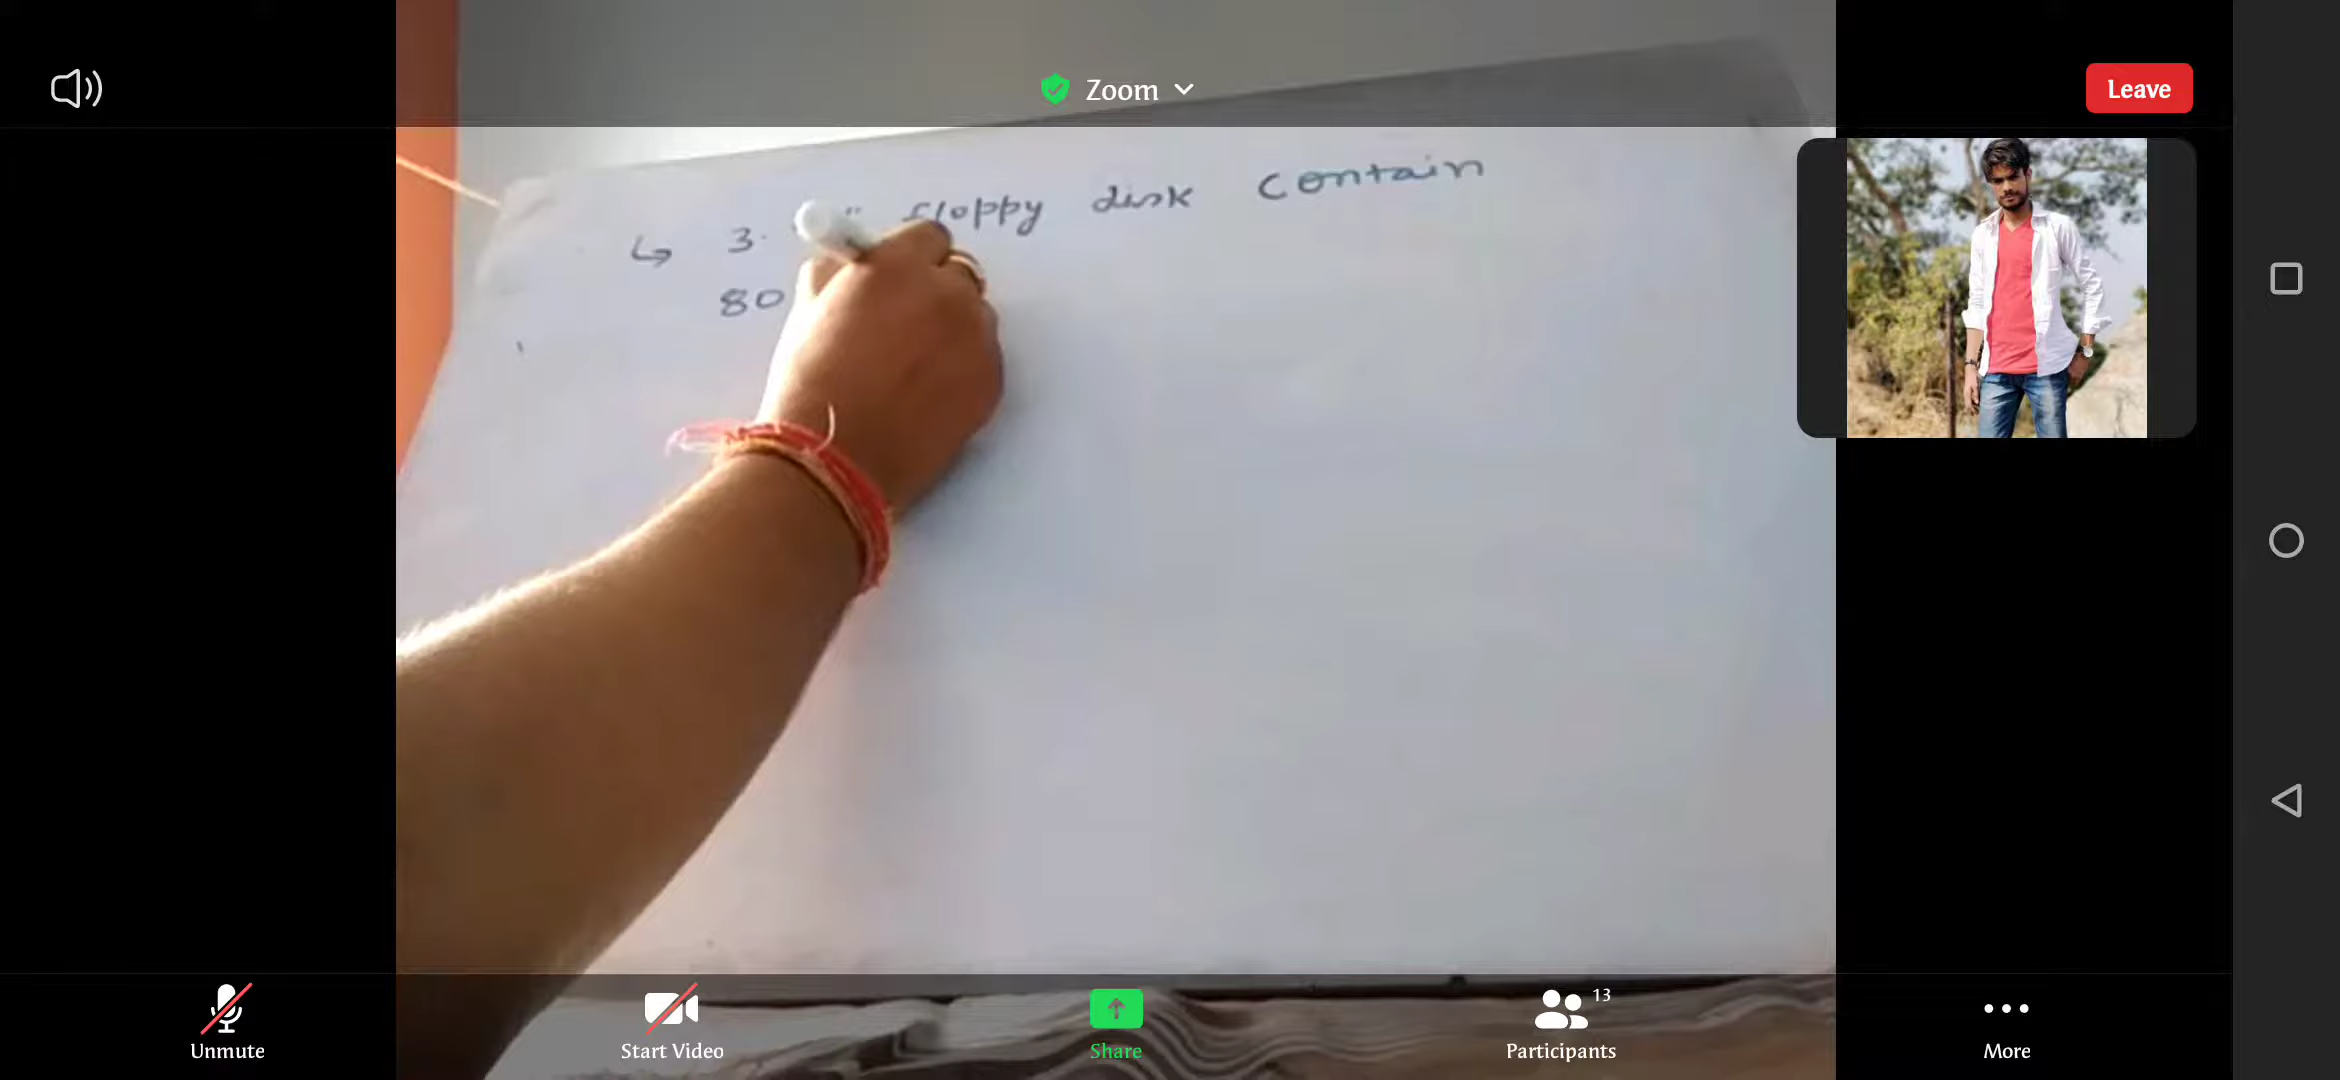 Zoom
Leave
↳ 3. " floppy disk contain
80
Unmute
Start Video
Share
13
Participants
More